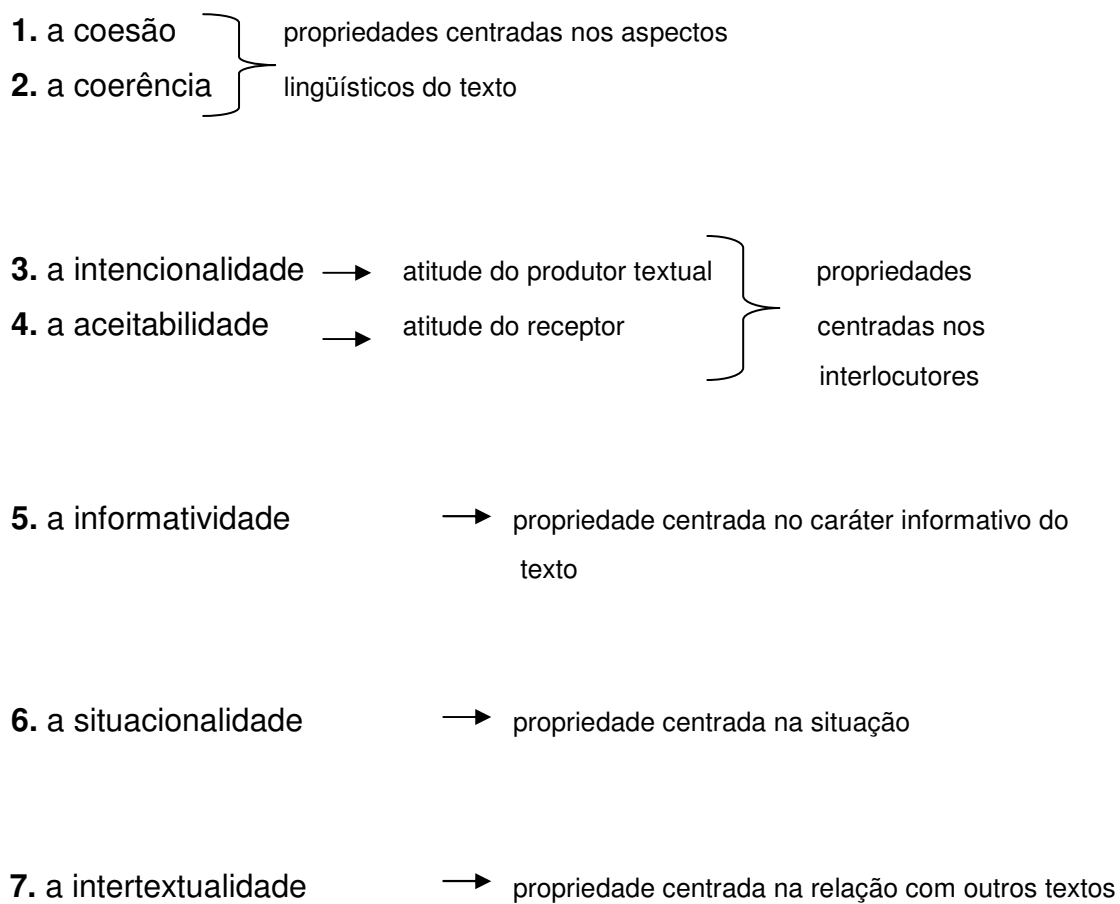 1. a coesão propriedades centradas nos aspectos
2. a coerência lingüísticos do texto
3. a intencionalidade atitude do produtor textual propriedades
4. a aceitabilidade atitude do receptor centradas nos
interlocutores
5. a informatividade propriedade centrada no caráter informativo do
texto
6. a situacionalidade propriedade centrada na situação
7. a intertextualidade propriedade centrada na relação com outros textos